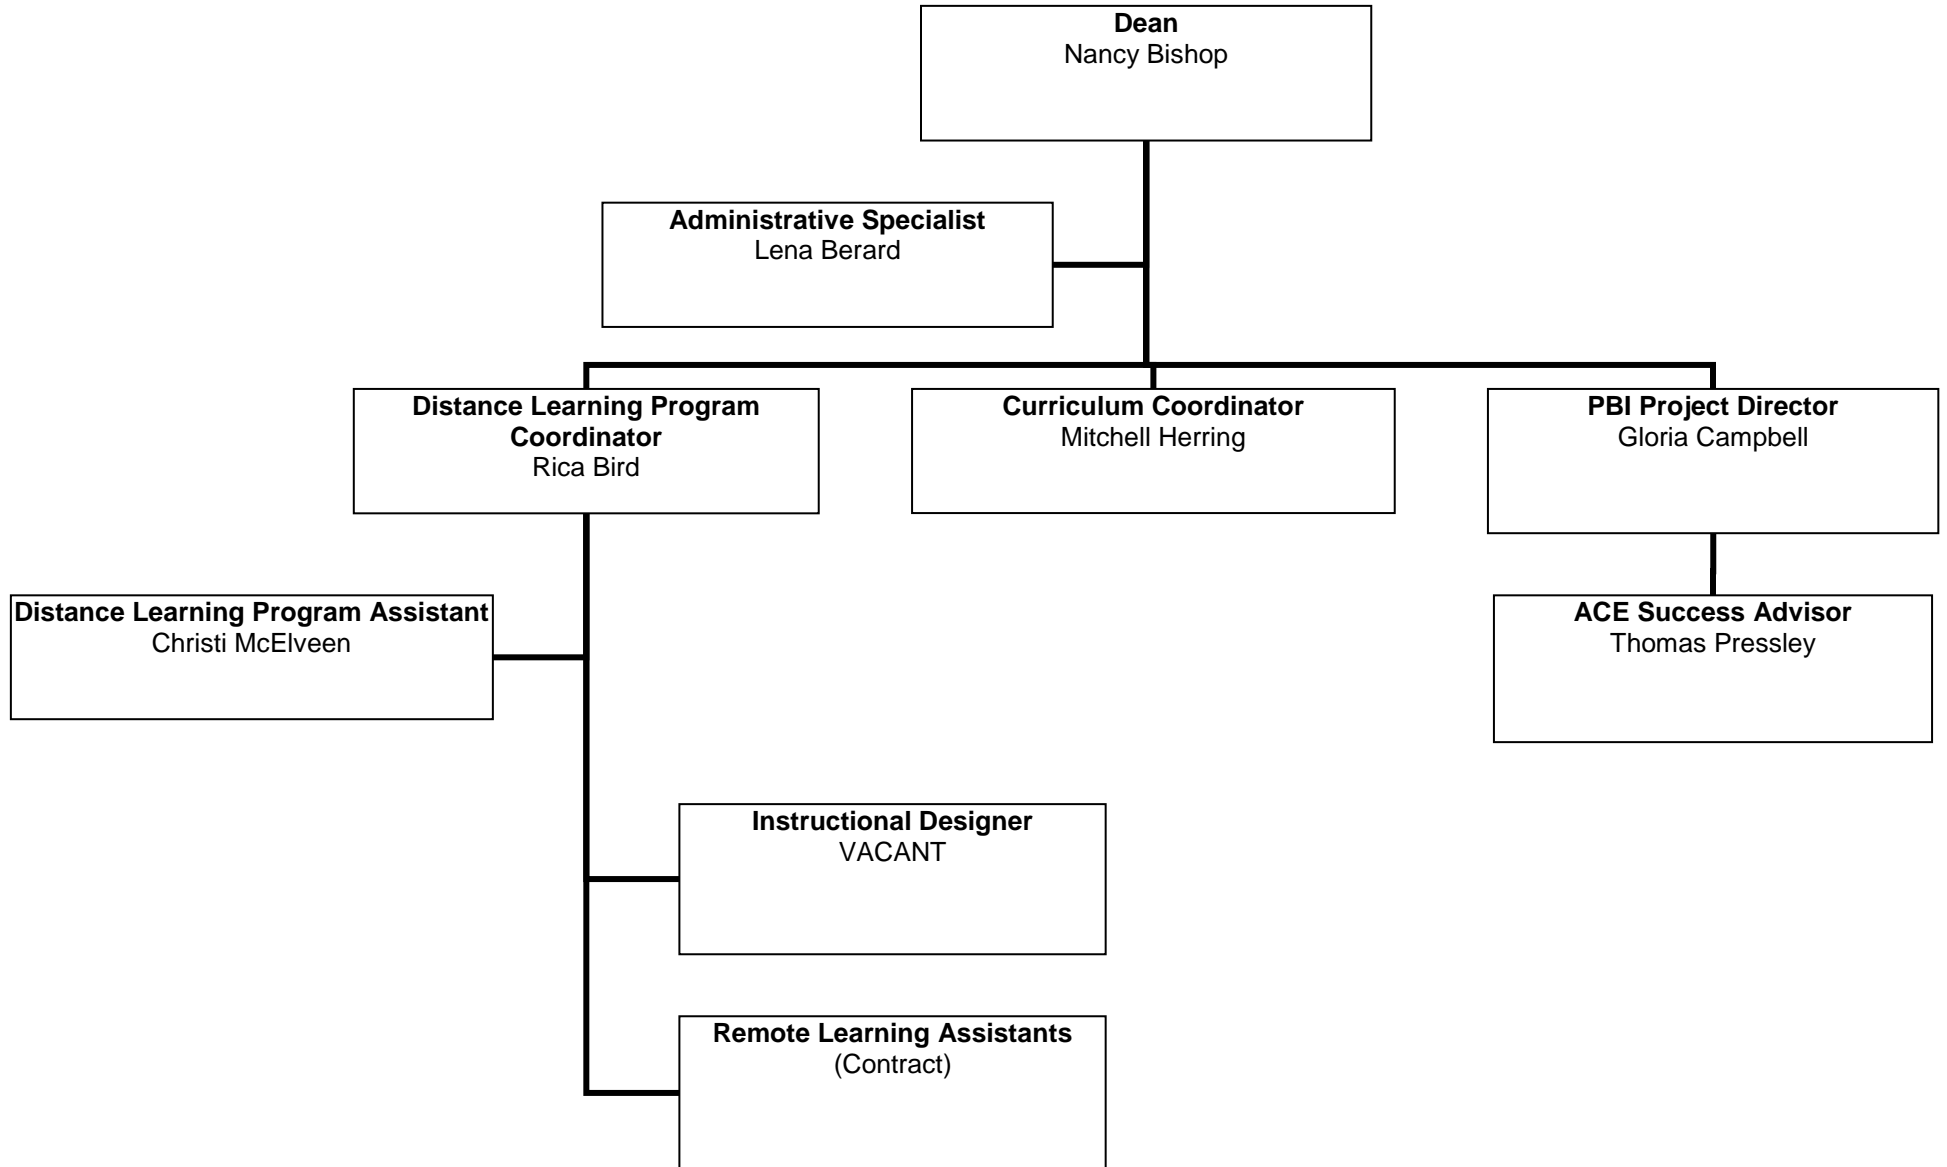 Dean
Nancy Bishop
Administrative Specialist
Lena Berard
Distance Learning Program
Coordinator
Rica Bird
Curriculum Coordinator
Mitchell Herring
PBI Project Director
Gloria Campbell
Distance Learning Program Assistant
Christi McElveen
ACE Success Advisor
Thomas Pressley
Instructional Designer
VACANT
Remote Learning Assistants
(Contract)